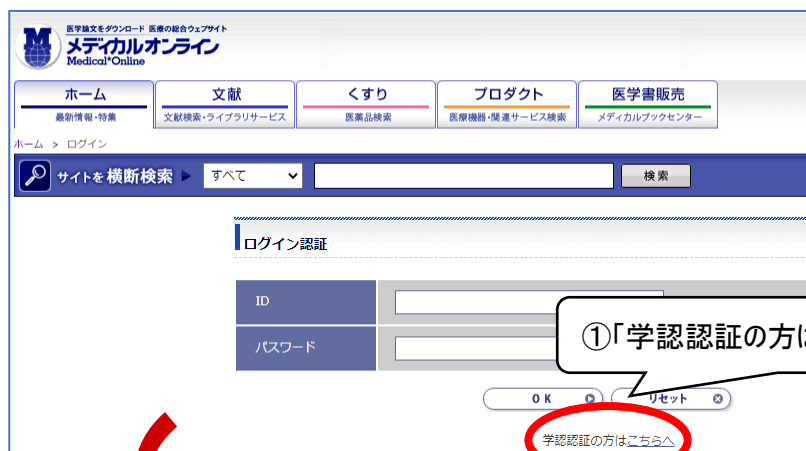 医学論文をダウンロード 医療の総合ウェブサイト
メディカルオンライン
Medical*Online
ホーム 文献 くすり プロダクト 医学書販売
最新情報・特集 文献検索・ライブラリサービス 医薬品検索 医療機器・関連サービス検索 メディカルブックセンター
ホーム > ログイン
サイトを横断検索 すべて 検索
ログイン認証
ID
①「学認認証の方は
パスワード
OK リセット
学認認証の方はこちらへ